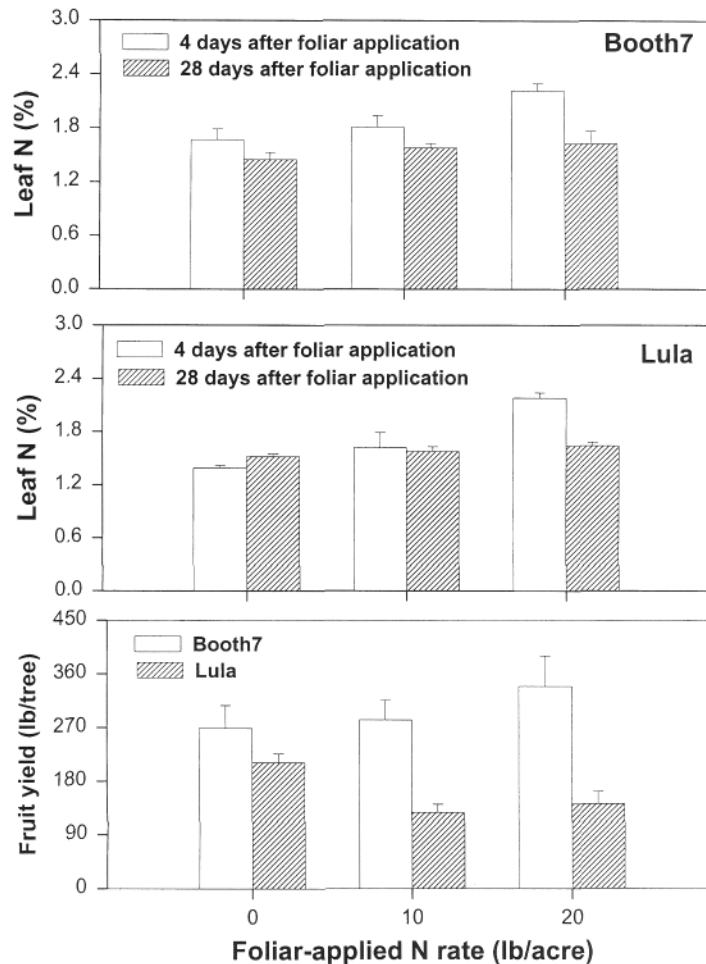 Booth7
4 days after foliar application
28 days after foliar application
Leaf N (%)
3.0
2.4
1.8
1.2
0.6
0.0
Lula
4 days after foliar application
28 days after foliar application
Leaf N (%)
3.0
2.4
1.8
1.2
0.6
0.0
Booth7
Lula
Fruit yield (lb/tree)
450
360
270
180
90
0
0 10 20
Foliar-applied N rate (lb/acre)